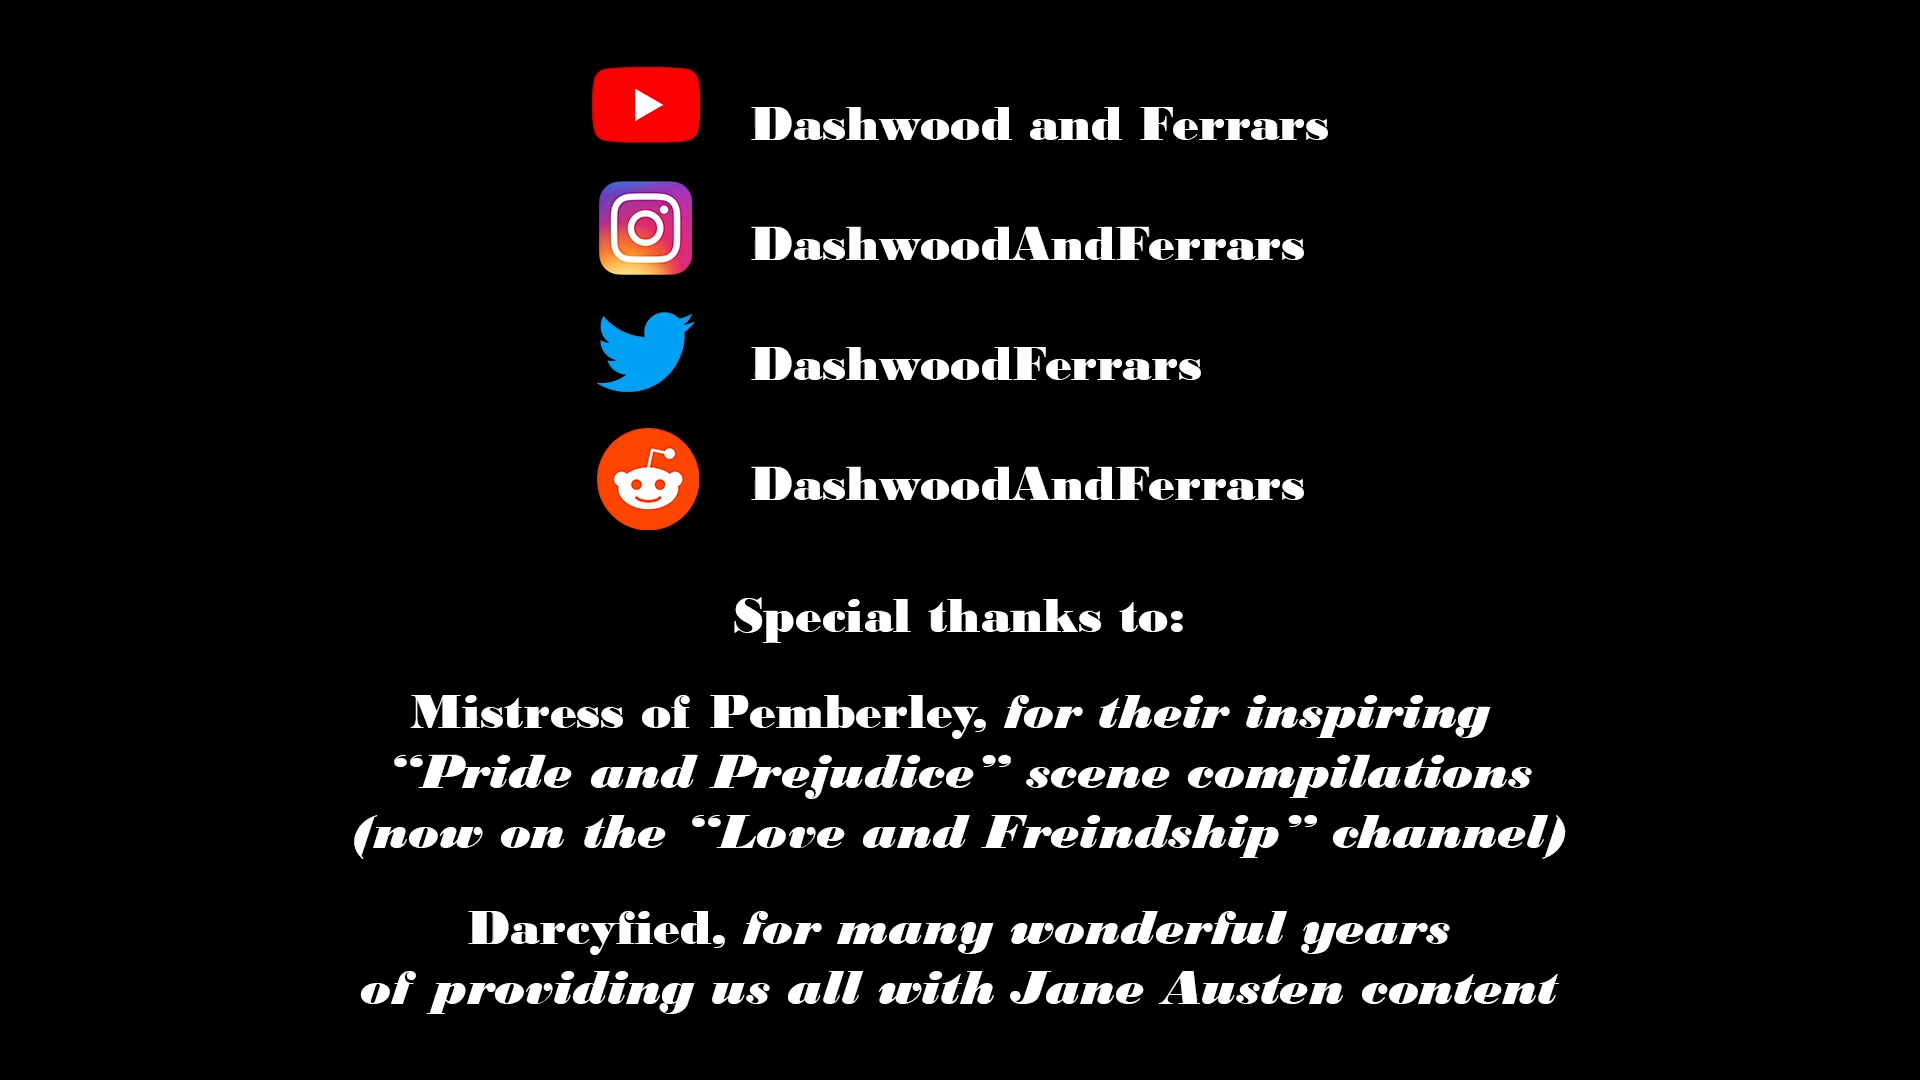 Dashwood and Ferrars
DashwoodAndFerrars
DashwoodFerrars
DashwoodAndFerrars
Special thanks to:
Mistress of Pemberley, for their inspiring
“Pride and Prejudice” scene compilations
(now on the “Love and Freindship” channel)
Darcyfied, for many wonderful years
of providing us all with Jane Austen content